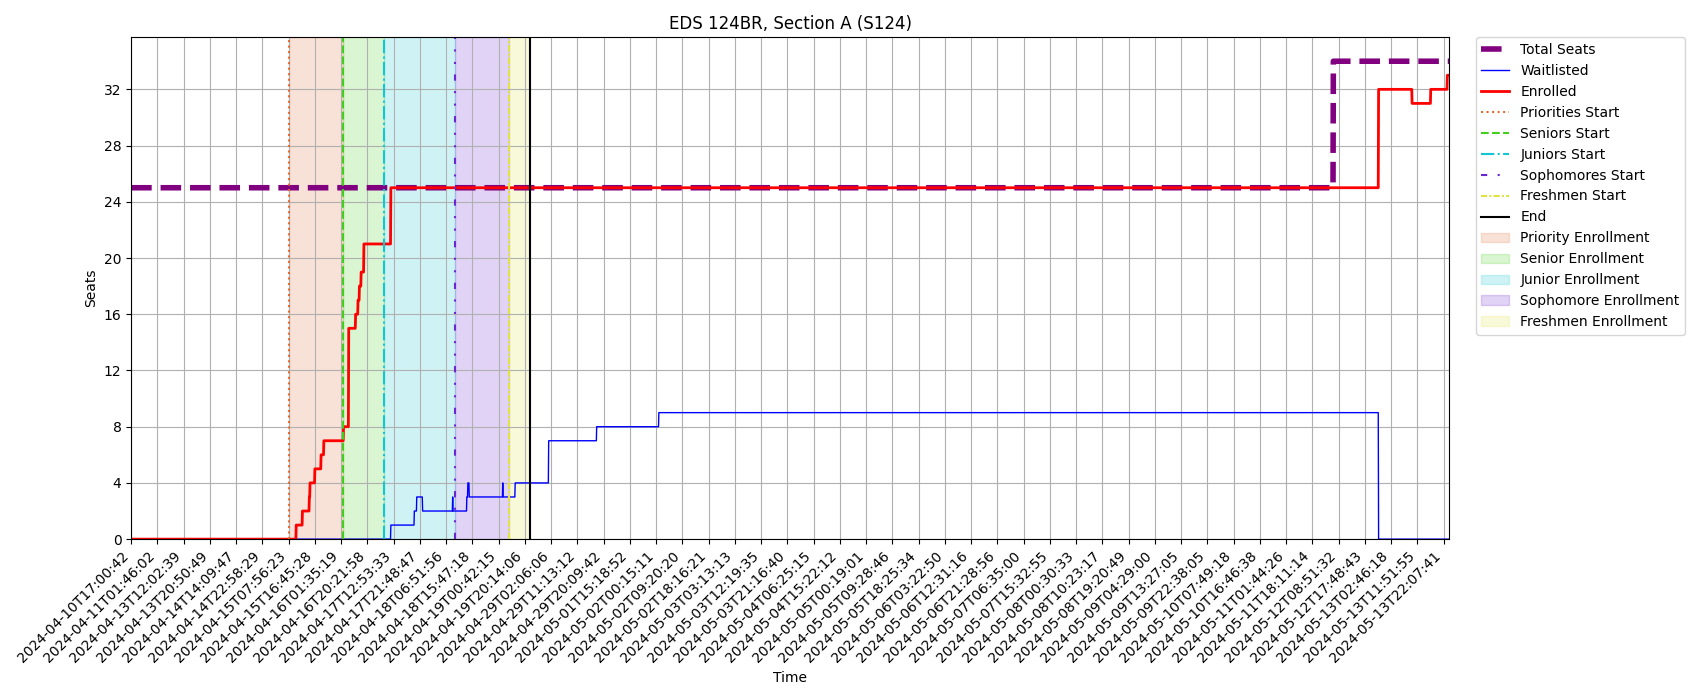 EDS 124BR, Section A (S124)
Seats
32
28
24
20
16
12
8
4
0
2024-04-10T17:00:42
2024-04-11T01:46:02
2024-04-13T12:02:39
2024-04-13T20:50:49
2024-04-14T14:09:47
2024-04-14T22:58:29
2024-04-15T07:56:23
2024-04-15T16:45:28
2024-04-16T01:35:19
2024-04-16T20:21:58
2024-04-17T12:53:33
2024-04-17T21:48:47
2024-04-18T06:51:56
2024-04-18T15:47:18
2024-04-19T00:42:15
2024-04-19T20:14:06
2024-04-29T02:06:06
2024-04-29T11:13:12
2024-04-29T20:09:42
2024-05-01T15:18:52
2024-05-02T00:15:11
2024-05-02T09:20:20
2024-05-02T18:16:21
2024-05-03T03:13:13
2024-05-03T12:19:35
2024-05-03T21:16:40
2024-05-04T06:25:15
2024-05-04T15:22:12
2024-05-05T00:19:01
2024-05-05T09:28:46
2024-05-05T18:25:34
2024-05-06T03:22:50
2024-05-06T12:31:16
2024-05-06T21:28:56
2024-05-07T06:35:00
2024-05-07T15:32:55
2024-05-08T00:30:33
2024-05-08T10:23:17
2024-05-08T19:20:49
2024-05-09T04:29:00
2024-05-09T13:27:05
2024-05-09T22:38:05
2024-05-10T07:49:18
2024-05-10T16:46:38
2024-05-11T01:44:26
2024-05-11T18:11:14
2024-05-12T08:51:32
2024-05-12T17:48:43
2024-05-13T02:46:18
2024-05-13T11:51:55
2024-05-13T22:07:41
Time
Total Seats
Waitlisted
Enrolled
Priorities Start
Seniors Start
Juniors Start
Sophomores Start
Freshmen Start
End
Priority Enrollment
Senior Enrollment
Junior Enrollment
Sophomore Enrollment
Freshmen Enrollment